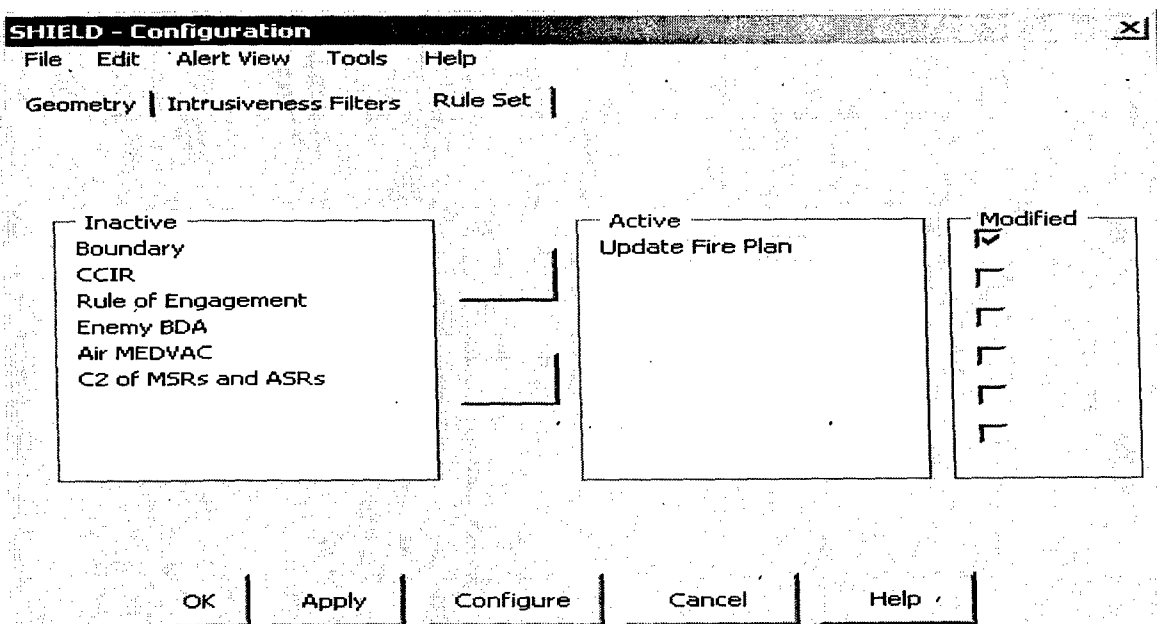 SHIELD - Configuration
File Edit Alert View Tools Help
Geometry Intrusiveness Filters Rule Set
Inactive
Boundary
CCIR
Rule of Engagement
Enemy BDA
Air MEDVAC
C2 of MSRs and ASRs
Active
Update Fire Plan
Modified
OK Apply Configure Cancel Help